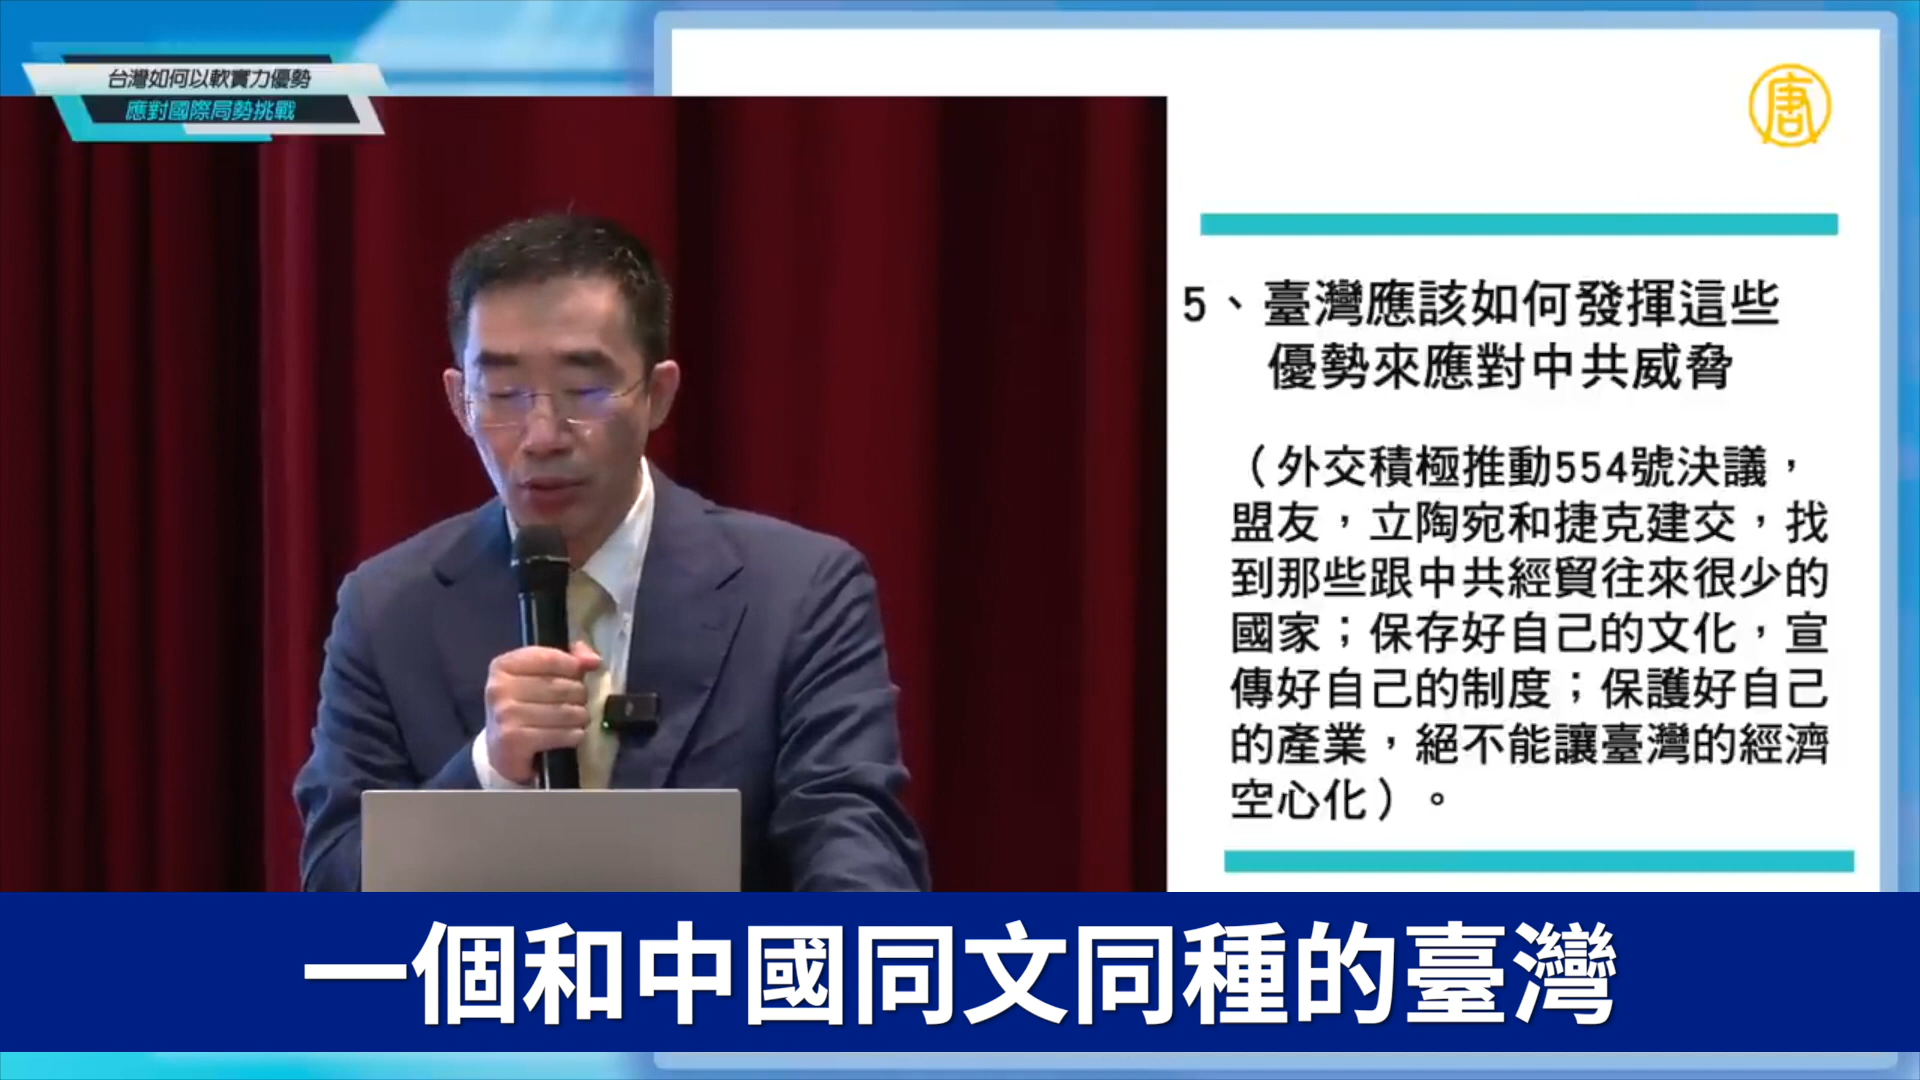 台灣如何以軟實力優勢
應對國際局勢挑戰
唐
5、臺灣應該如何發揮這些
優勢來應對中共威脅
（外交積極推動554號決議，
盟友，立陶宛和捷克建交，找
到那些跟中共經貿往來很少的
國家；保存好自己的文化，宣
傳好自己的制度；保護好自己
的產業，絕不能讓臺灣的經濟
空心化）。
一個和中國同文同種的臺灣